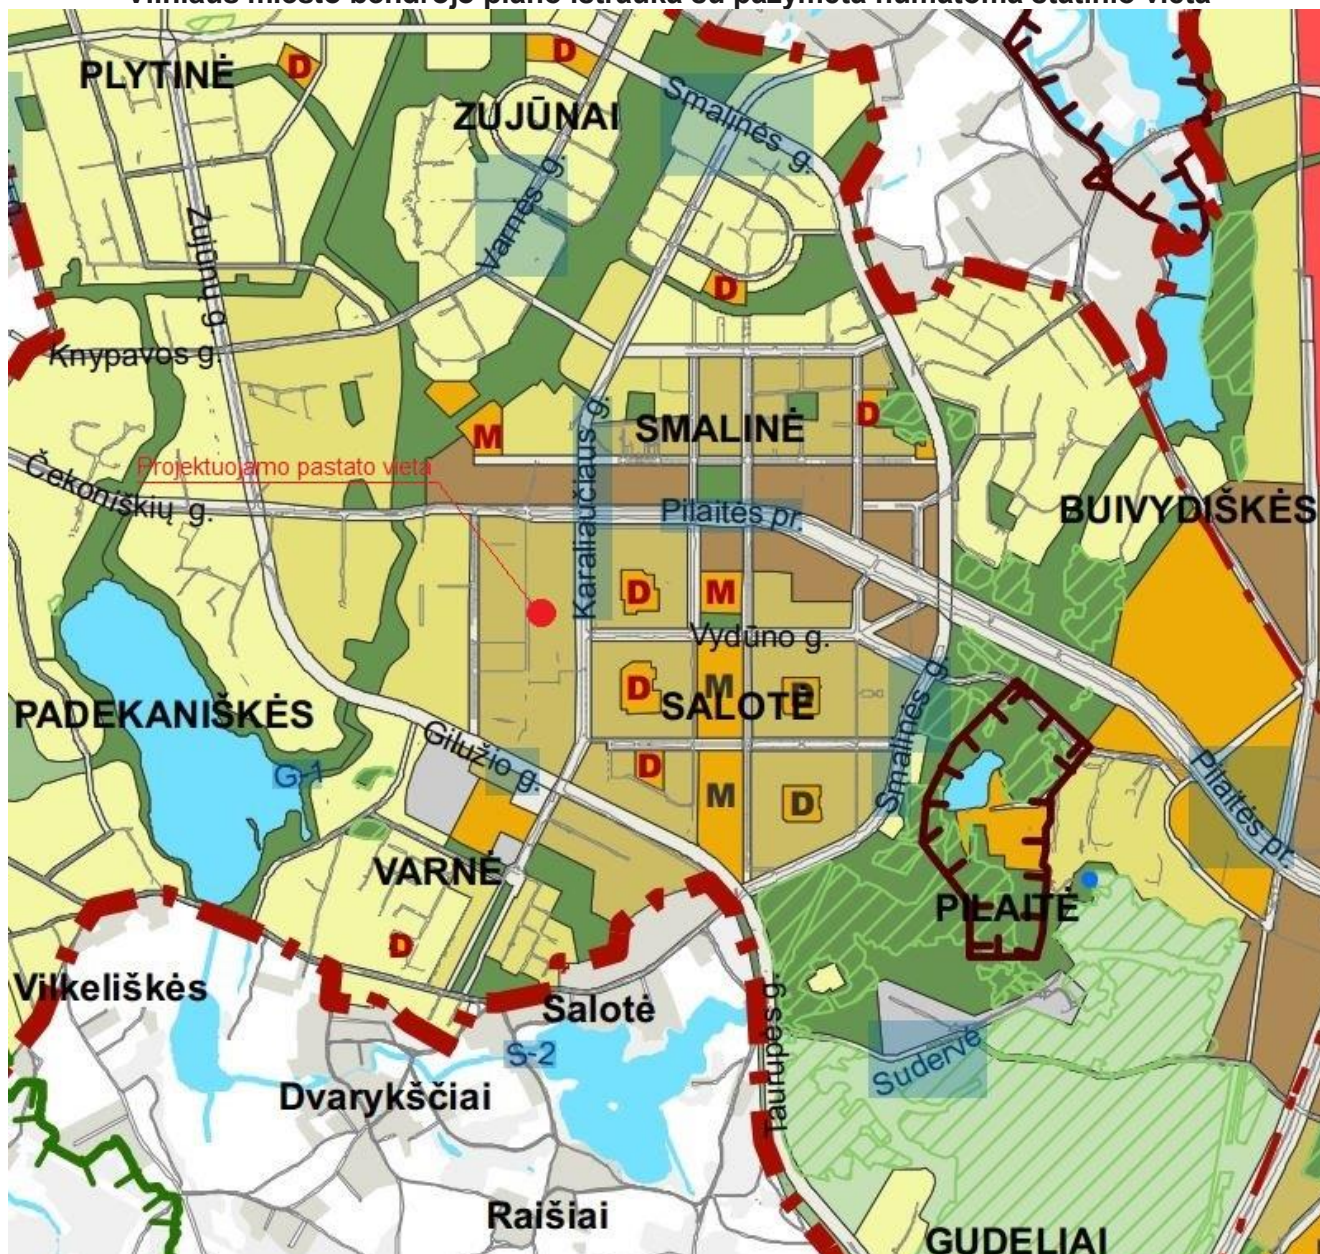 Vilniaus miesto bendrojo plano ištrauka su pažymėta numatoma statinio vieta
PLYTINĖ
D
D
ZUJŪNAI
Smalinės g.
Varnės g.
Zujūnų g.
D
Knypavos g.
D
M
SMALINĖ
Karaliaučiaus g.
Projektuojamo pastato vieta
Čekoniškių g.
Pilaitės pr.
BUIVYDIŠKĖS
D
M
Vydūno g.
D
M
D
SALOTĖ
PADEKANIŠKĖS
Smalinės g.
Gilužio g.
G-1
D
M
D
Pilaitės pr.
VARNĖ
PILAITĖ
D
Vilkeliškės
Salotė
Taurupės g.
S-2
Sudervė
Dvarykščiai
Raišiai
GUDELIAI